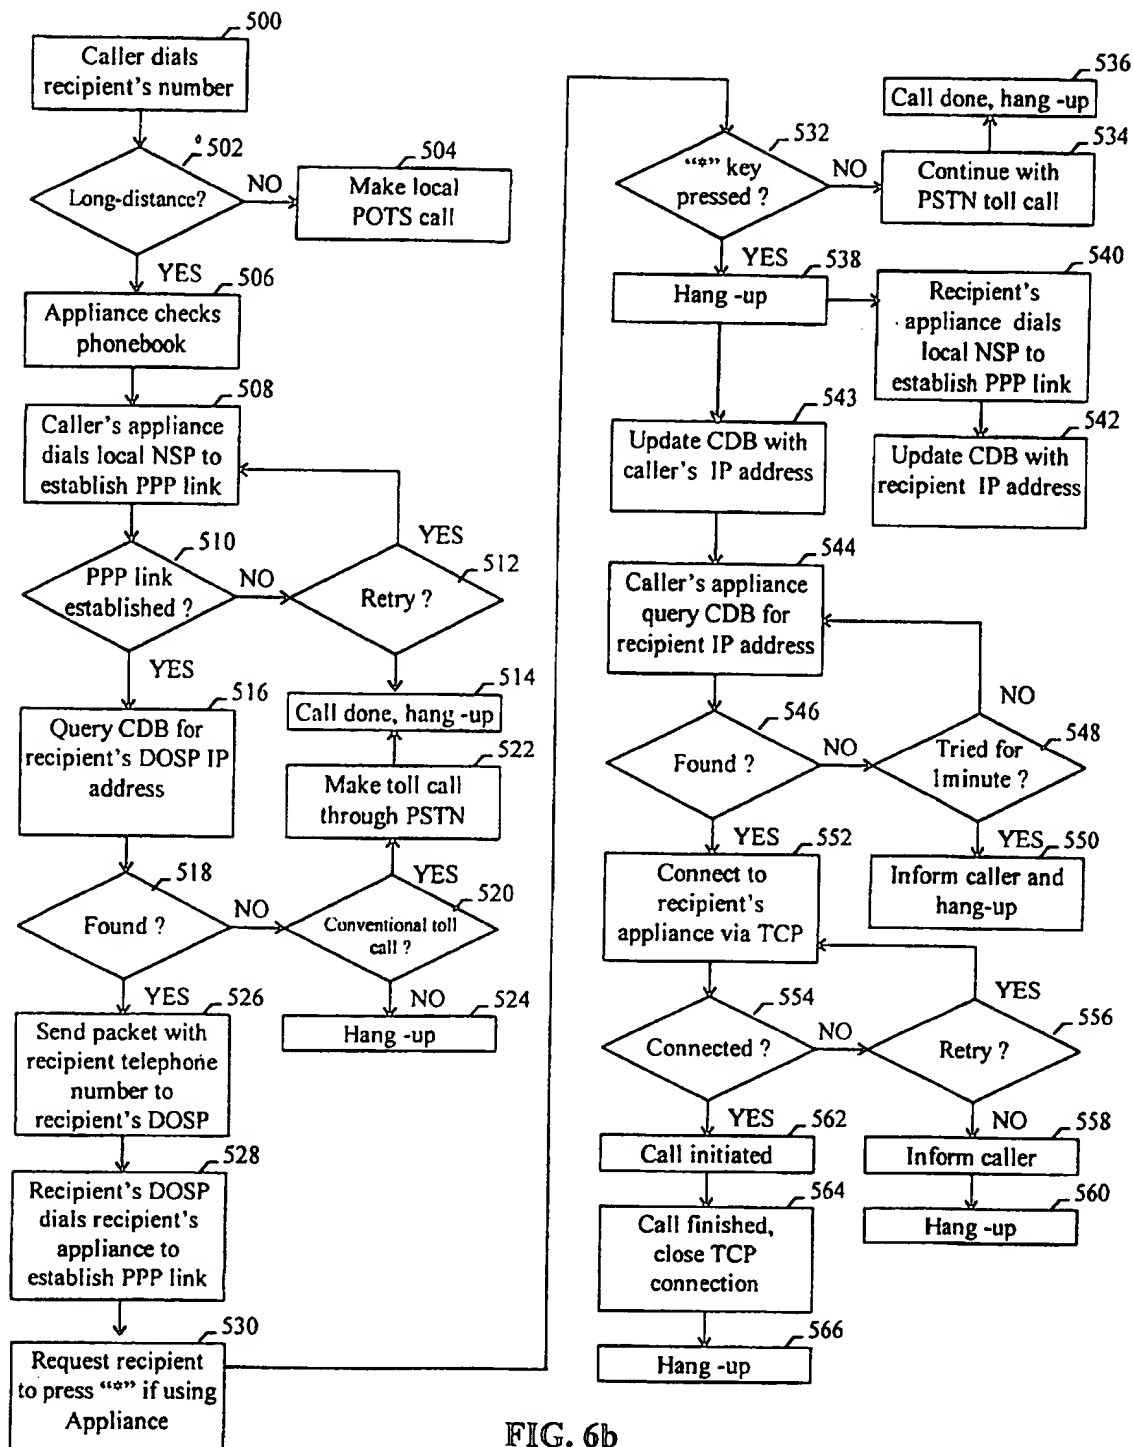 500
Caller dials
recipient's number
502
Long-distance?
NO
504
Make local
POTS call
YES
506
Appliance checks
phonebook
508
Caller's appliance
dials local NSP to
establish PPP link
510
PPP link
established ?
NO
YES
512
Retry ?
YES
514
Call done, hang -up
516
Query CDB for
recipient's DOSP IP
address
522
Make toll call
through PSTN
518
Found ?
NO
YES
520
Conventional toll
call ?
NO
524
Hang -up
YES
526
Send packet with
recipient telephone
number to
recipient's DOSP
528
Recipient's DOSP
dials recipient's
appliance to
establish PPP link
530
Request recipient
to press “*” if using
Appliance
532
“*” key
pressed ?
NO
536
Call done, hang -up
534
Continue with
PSTN toll call
YES
538
Hang -up
540
Recipient's
appliance dials
local NSP to
establish PPP link
543
Update CDB with
caller's IP address
542
Update CDB with
recipient IP address
544
Caller's appliance
query CDB for
recipient IP address
546
Found ?
NO
NO
548
Tried for
1minute ?
YES
552
Connect to
recipient's
appliance via TCP
YES
550
Inform caller and
hang-up
554
Connected ?
NO
YES
556
Retry ?
YES
562
Call initiated
NO
558
Inform caller
564
Call finished,
close TCP
connection
560
Hang -up
566
Hang -up
FIG. 6b